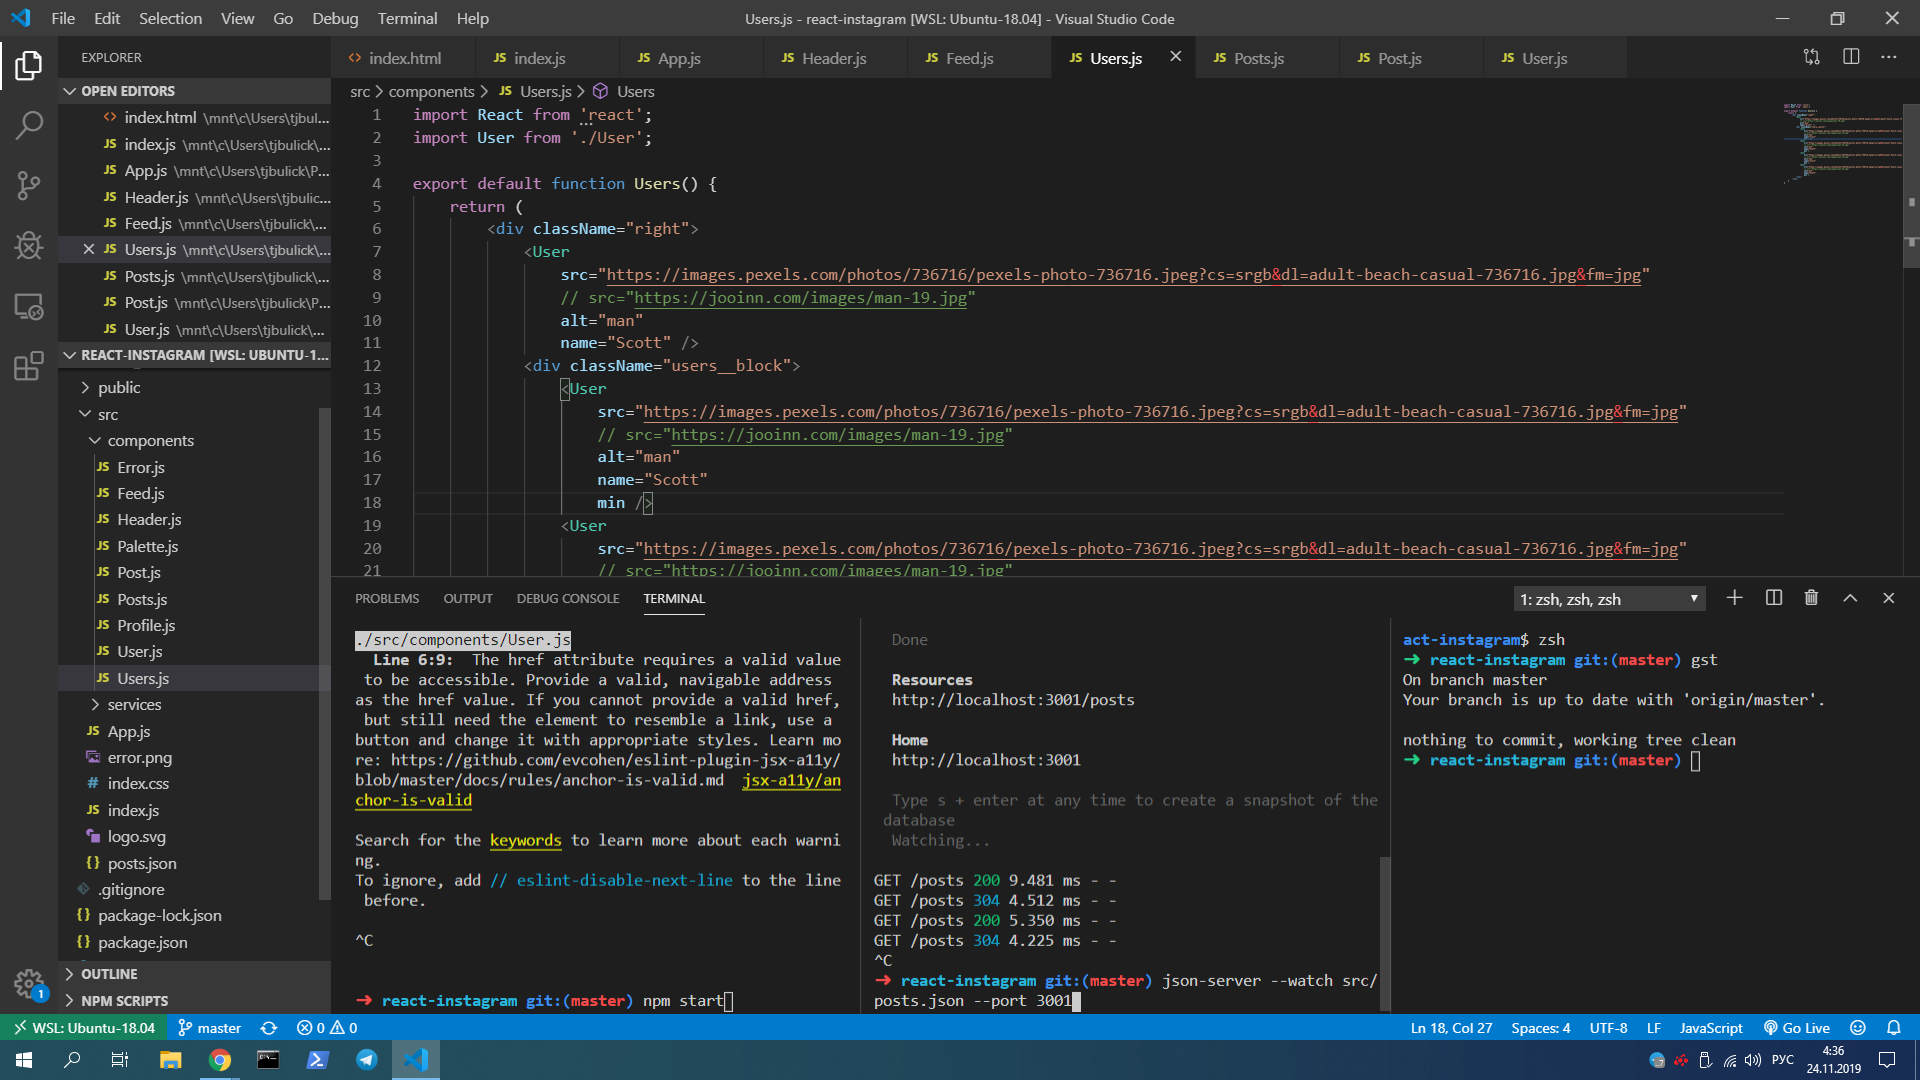 File Edit Selection View Go Debug Terminal Help
Users.js - react-instagram [WSL: Ubuntu-18.04] - Visual Studio Code
EXPLORER
OPEN EDITORS
index.html \mnt\c\Users\tjbul...
JS index.js \mnt\c\Users\tjbulick\...
JS App.js \mnt\c\Users\tjbulick\P...
JS Header.js \mnt\c\Users\tjbulic...
JS Feed.js \mnt\c\Users\tjbulick\...
JS Users.js \mnt\c\Users\tjbulick\...
JS Posts.js \mnt\c\Users\tjbulick\...
JS Post.js \mnt\c\Users\tjbulick\P...
JS User.js \mnt\c\Users\tjbulick\...
REACT-INSTAGRAM [WSL: UBUNTU-1...
public
src
components
JS Error.js
JS Feed.js
JS Header.js
JS Palette.js
JS Post.js
JS Posts.js
JS Profile.js
JS User.js
JS Users.js
services
JS App.js
error.png
# index.css
JS index.js
logo.svg
{} posts.json
.gitignore
{} package-lock.json
{} package.json
OUTLINE
NPM SCRIPTS
<> index.html JS index.js JS App.js JS Header.js JS Feed.js JS Users.js JS Posts.js JS Post.js JS User.js
src > components > JS Users.js > Users
1 import React from 'react';
2 import User from './User';
3
4 export default function Users() {
5 return (
6 <div className="right">
7 <User
8 src="https://images.pexels.com/photos/736716/pexels-photo-736716.jpeg?cs=srgb&dl=adult-beach-casual-736716.jpg&fm=jpg"
9 // src="https://jooinn.com/images/man-19.jpg"
10 alt="man"
11 name="Scott" />
12 <div className="users__block">
13 <User
14 src="https://images.pexels.com/photos/736716/pexels-photo-736716.jpeg?cs=srgb&dl=adult-beach-casual-736716.jpg&fm=jpg"
15 // src="https://jooinn.com/images/man-19.jpg"
16 alt="man"
17 name="Scott"
18 min />
19 <User
20 src="https://images.pexels.com/photos/736716/pexels-photo-736716.jpeg?cs=srgb&dl=adult-beach-casual-736716.jpg&fm=jpg"
21 // src="https://jooinn.com/images/man-19.jpg"
PROBLEMS OUTPUT DEBUG CONSOLE TERMINAL
1: zsh, zsh, zsh
./src/components/User.js
Line 6:9: The href attribute requires a valid value
to be accessible. Provide a valid, navigable address
as the href value. If you cannot provide a valid href,
but still need the element to resemble a link, use a
button and change it with appropriate styles. Learn mo
re: https://github.com/evcohen/eslint-plugin-jsx-a11y/
blob/master/docs/rules/anchor-is-valid.md jsx-a11y/an
chor-is-valid
Search for the keywords to learn more about each warni
ng.
To ignore, add // eslint-disable-next-line to the line
before.
^C
➜ react-instagram git:(master) npm start
Done
Resources
http://localhost:3001/posts
Home
http://localhost:3001
Type s + enter at any time to create a snapshot of the
database
Watching...
GET /posts 200 9.481 ms - -
GET /posts 304 4.512 ms - -
GET /posts 200 5.350 ms - -
GET /posts 304 4.225 ms - -
^C
➜ react-instagram git:(master) json-server --watch src/
posts.json --port 3001
act-instagram$ zsh
➜ react-instagram git:(master) gst
On branch master
Your branch is up to date with 'origin/master'.
nothing to commit, working tree clean
➜ react-instagram git:(master)
1
WSL: Ubuntu-18.04 master 0 0
Ln 18, Col 27 Spaces: 4 UTF-8 LF JavaScript Go Live
РУС
4:36
24.11.2019